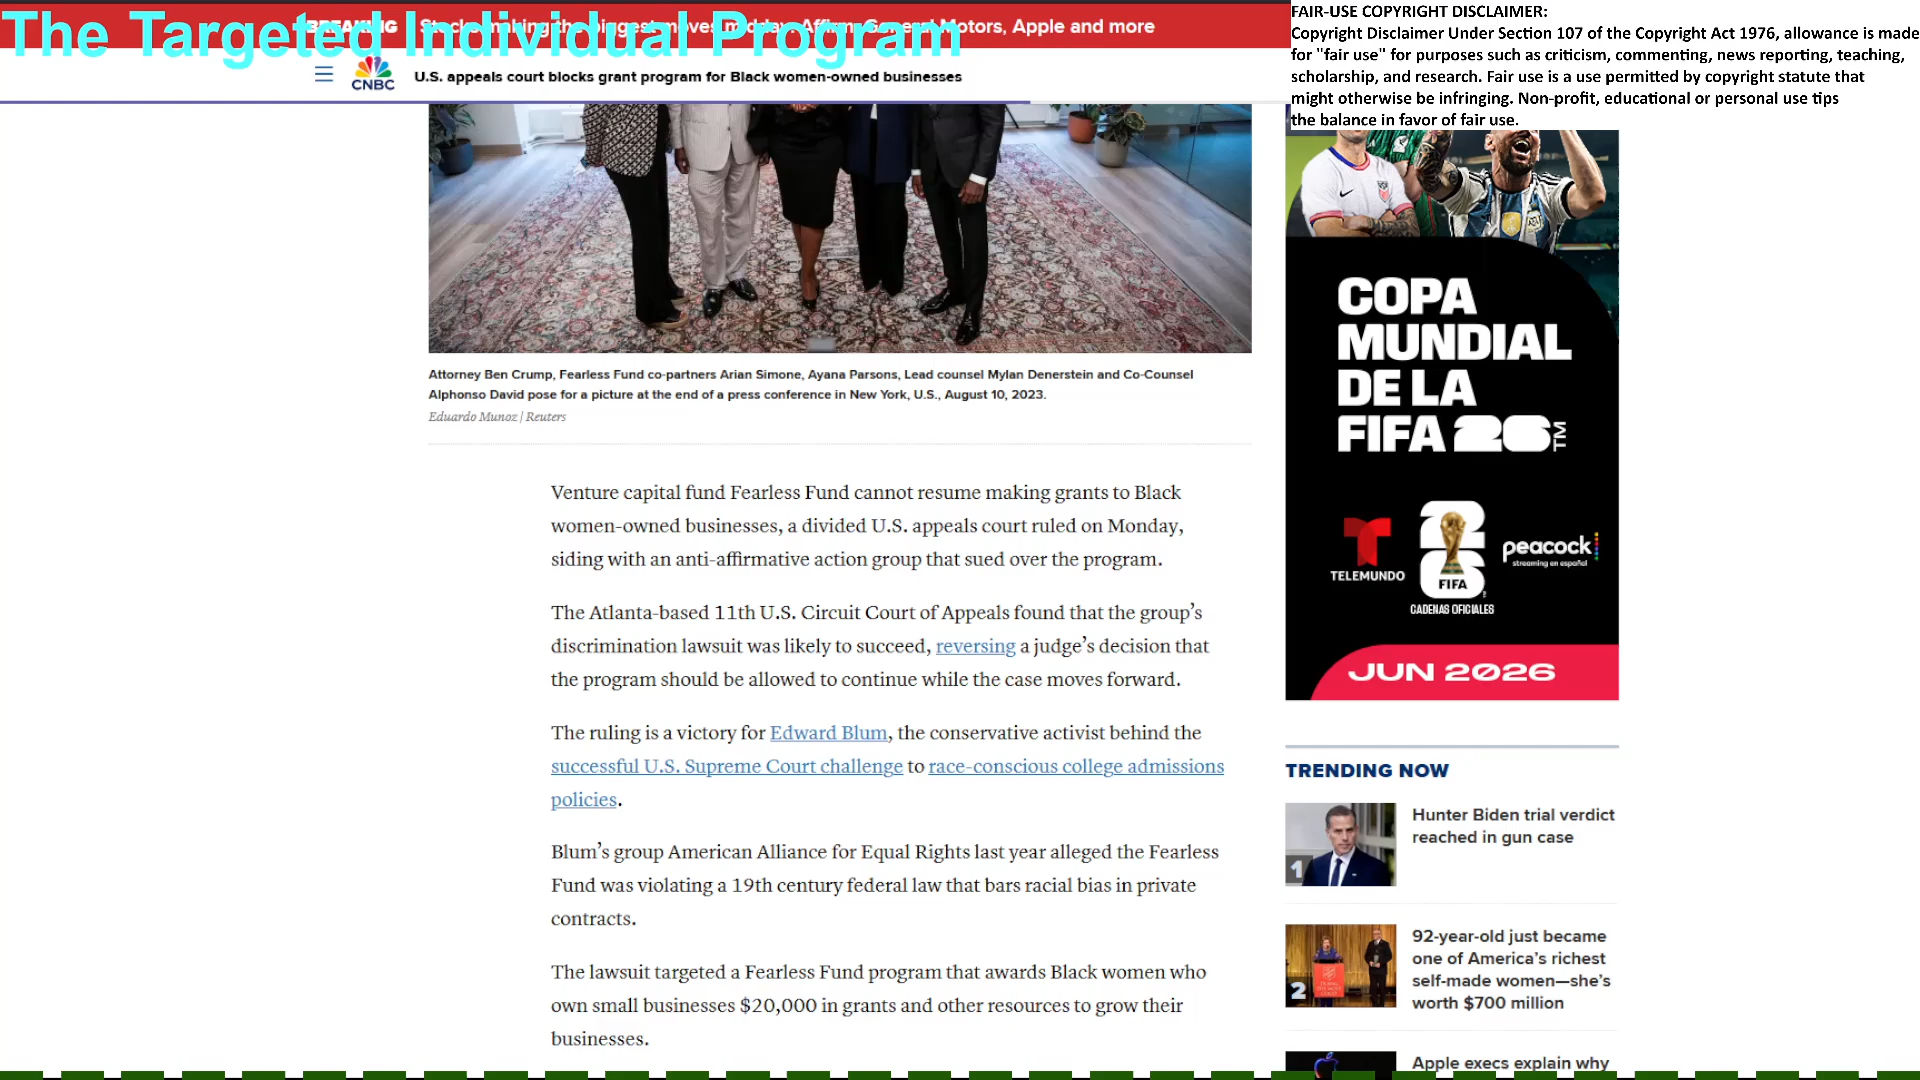 The Targeted Individual Program
BREAKING Stocks making the biggest moves midday: Affirm, General Motors, Apple and more
FAIR-USE COPYRIGHT DISCLAIMER:
Copyright Disclaimer Under Section 107 of the Copyright Act 1976, allowance is made
for "fair use" for purposes such as criticism, commenting, news reporting, teaching,
scholarship, and research. Fair use is a use permitted by copyright statute that
might otherwise be infringing. Non-profit, educational or personal use tips
the balance in favor of fair use.
CNBC
U.S. appeals court blocks grant program for Black women-owned businesses
Attorney Ben Crump, Fearless Fund co-partners Arian Simone, Ayana Parsons, Lead counsel Mylan Denerstein and Co-Counsel
Alphonso David pose for a picture at the end of a press conference in New York, U.S., August 10, 2023.
Eduardo Munoz | Reuters
Venture capital fund Fearless Fund cannot resume making grants to Black
women-owned businesses, a divided U.S. appeals court ruled on Monday,
siding with an anti-affirmative action group that sued over the program.
The Atlanta-based 11th U.S. Circuit Court of Appeals found that the group’s
discrimination lawsuit was likely to succeed, reversing a judge’s decision that
the program should be allowed to continue while the case moves forward.
The ruling is a victory for Edward Blum, the conservative activist behind the
successful U.S. Supreme Court challenge to race-conscious college admissions
policies.
Blum’s group American Alliance for Equal Rights last year alleged the Fearless
Fund was violating a 19th century federal law that bars racial bias in private
contracts.
The lawsuit targeted a Fearless Fund program that awards Black women who
own small businesses $20,000 in grants and other resources to grow their
businesses.
COPA
MUNDIAL
DE LA
FIFA 26™
TELEMUNDO
FIFA
peacock
streaming en español
CADENAS OFICIALES
JUN 2026
TRENDING NOW
1
Hunter Biden trial verdict
reached in gun case
2
92-year-old just became
one of America’s richest
self-made women—she’s
worth $700 million
Apple execs explain why